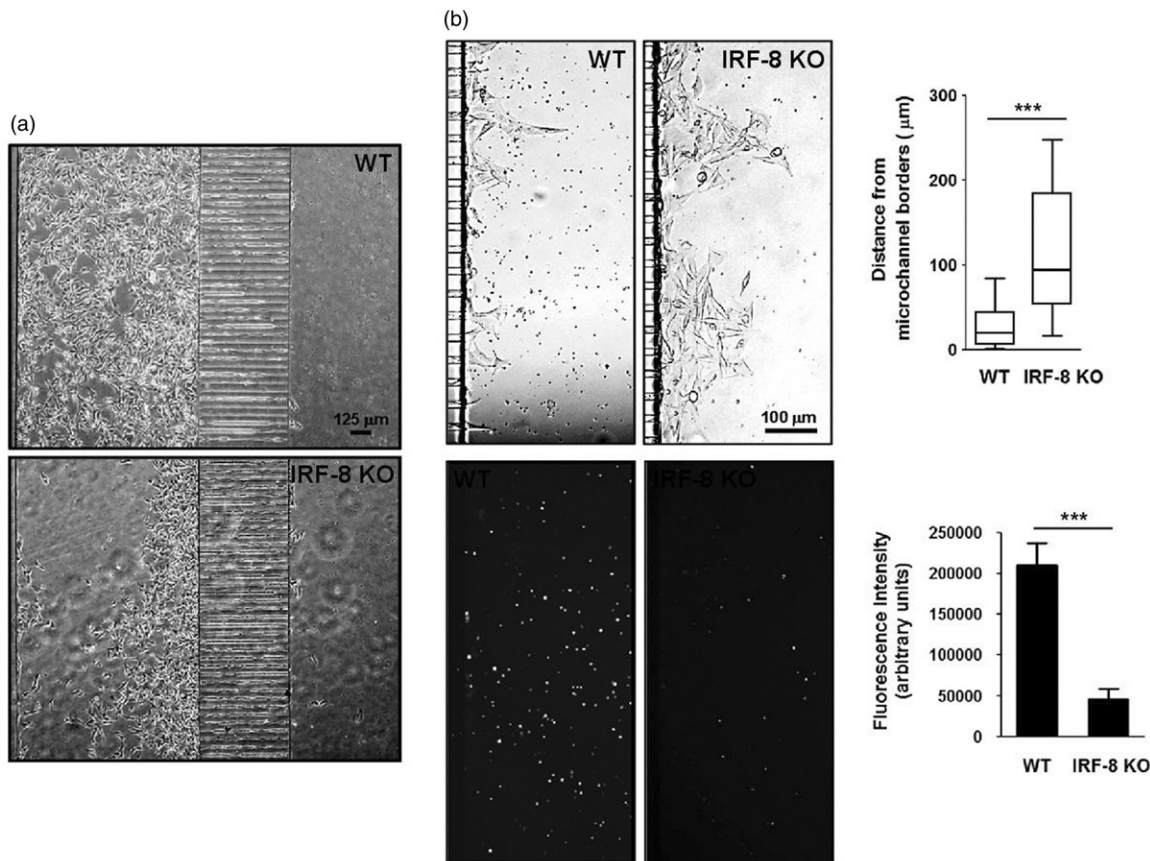 (a)
WT
125 µm
IRF-8 KO
(b)
WT
IRF-8 KO
100 µm
Distance from
microchannel borders ( µm)
300
200
100
0
***
WT
IRF-8 KO
WT
IRF-8 KO
Fluorescence Intensity
(arbitrary units)
250000
200000
150000
100000
50000
0
***
WT
IRF-8 KO